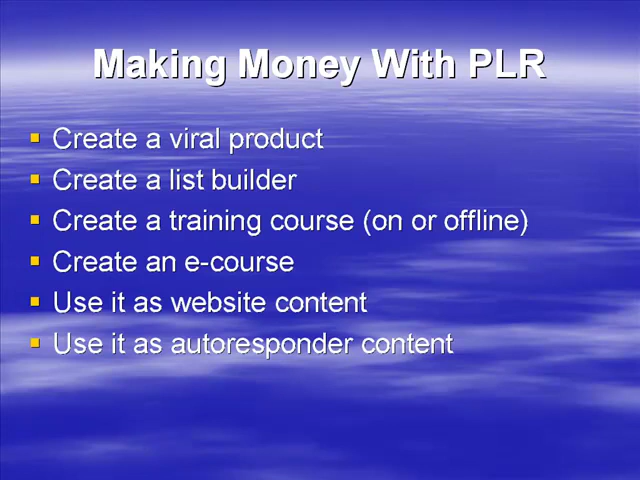 Making Money With PLR
Create a viral product
Create a list builder
Create a training course (on or offline)
Create an e-course
Use it as website content
Use it as autoresponder content